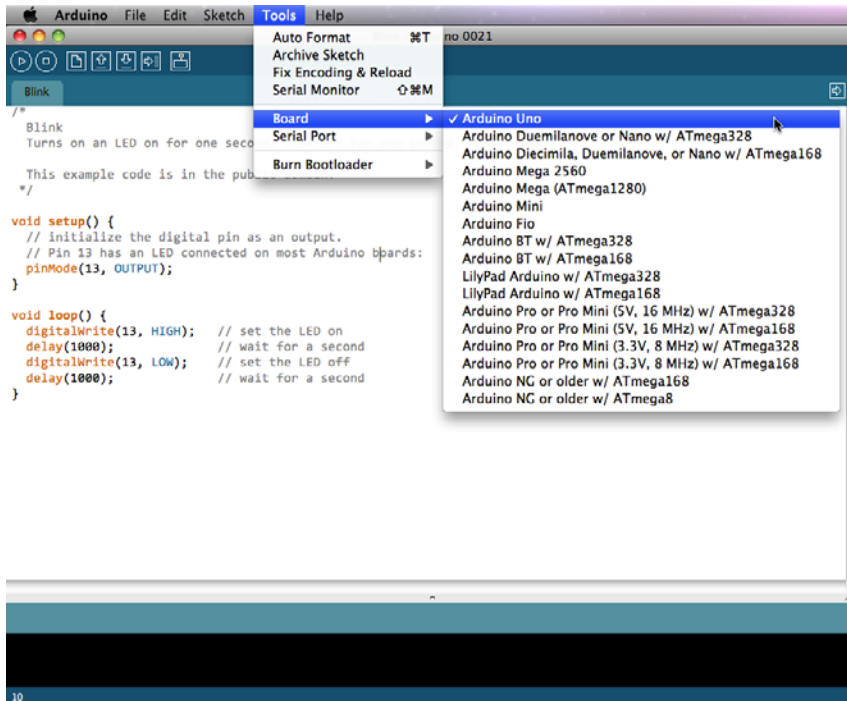 Arduino File Edit Sketch Tools Help
no 0021
Auto Format ⌘T
Archive Sketch
Fix Encoding & Reload
Serial Monitor ⇧⌘M
Board
Serial Port
Burn Bootloader
✓ Arduino Uno
Arduino Duemilanove or Nano w/ ATmega328
Arduino Diecimila, Duemilanove, or Nano w/ ATmega168
Arduino Mega 2560
Arduino Mega (ATmega1280)
Arduino Mini
Arduino Fio
Arduino BT w/ ATmega328
Arduino BT w/ ATmega168
LilyPad Arduino w/ ATmega328
LilyPad Arduino w/ ATmega168
Arduino Pro or Pro Mini (5V, 16 MHz) w/ ATmega328
Arduino Pro or Pro Mini (5V, 16 MHz) w/ ATmega168
Arduino Pro or Pro Mini (3.3V, 8 MHz) w/ ATmega328
Arduino Pro or Pro Mini (3.3V, 8 MHz) w/ ATmega168
Arduino NG or older w/ ATmega168
Arduino NG or older w/ ATmega8
Blink
/*
Blink
Turns on an LED on for one seco
This example code is in the pub
*/
void setup() {
// initialize the digital pin as an output.
// Pin 13 has an LED connected on most Arduino boards:
pinMode(13, OUTPUT);
}
void loop() {
digitalWrite(13, HIGH); // set the LED on
delay(1000); // wait for a second
digitalWrite(13, LOW); // set the LED off
delay(1000); // wait for a second
}
10